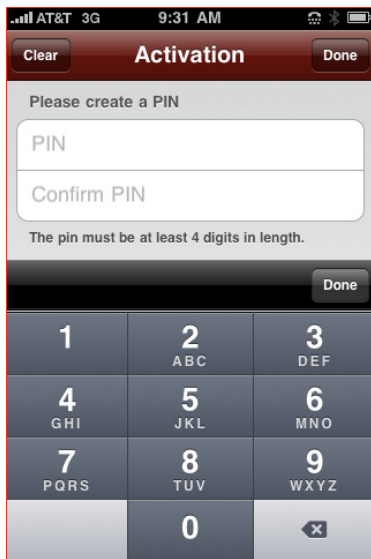 AT&T 3G 9:31 AM
Clear Activation Done
Please create a PIN
PIN
Confirm PIN
The pin must be at least 4 digits in length.
Done
1 2 3
ABC DEF
4 5 6
GHI JKL MNO
7 8 9
PQRS TUV WXYZ
0